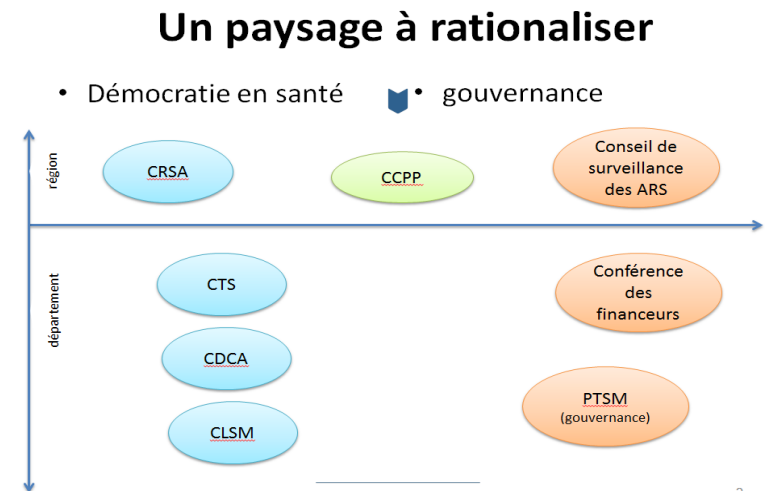 Un paysage à rationaliser
• Démocratie en santé
• gouvernance
région
CRSA
CCPP
Conseil de
surveillance
des ARS
département
CTS
Conférence
des
financeurs
CDCA
PTSM
(gouvernance)
CLSM